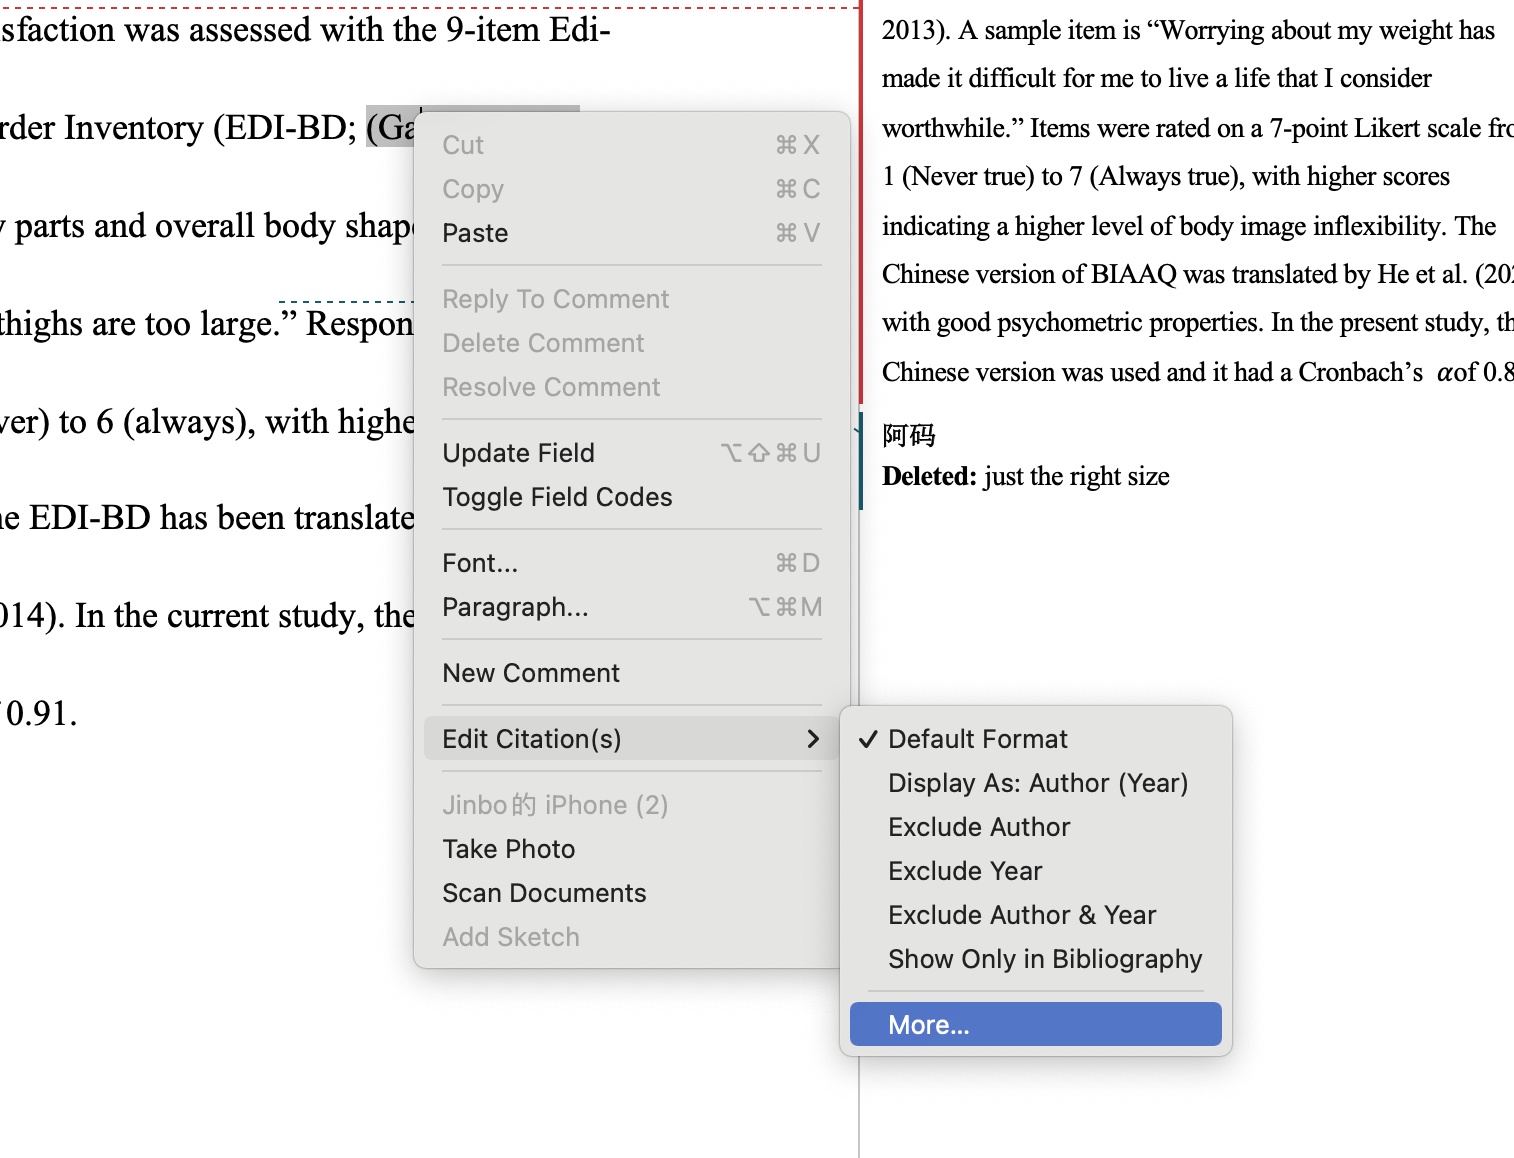 faction was assessed with the 9-item Edi-
rder Inventory (EDI-BD; (Ga
parts and overall body shap
thighs are too large.” Respon
ver) to 6 (always), with highe
ne EDI-BD has been translate
014). In the current study, the
0.91.
Cut ⌘ X
Copy ⌘ C
Paste ⌘ V
Reply To Comment
Delete Comment
Resolve Comment
Update Field ⌥⇧⌘ U
Toggle Field Codes
Font... ⌘ D
Paragraph... ⌥⌘M
New Comment
Edit Citation(s)
Jinbo的 iPhone (2)
Take Photo
Scan Documents
Add Sketch
✓ Default Format
Display As: Author (Year)
Exclude Author
Exclude Year
Exclude Author & Year
Show Only in Bibliography
More...
2013). A sample item is “Worrying about my weight has
made it difficult for me to live a life that I consider
worthwhile.” Items were rated on a 7-point Likert scale fro
1 (Never true) to 7 (Always true), with higher scores
indicating a higher level of body image inflexibility. The
Chinese version of BIAAQ was translated by He et al. (202
with good psychometric properties. In the present study, th
Chinese version was used and it had a Cronbach’s αof 0.8
阿码
Deleted: just the right size